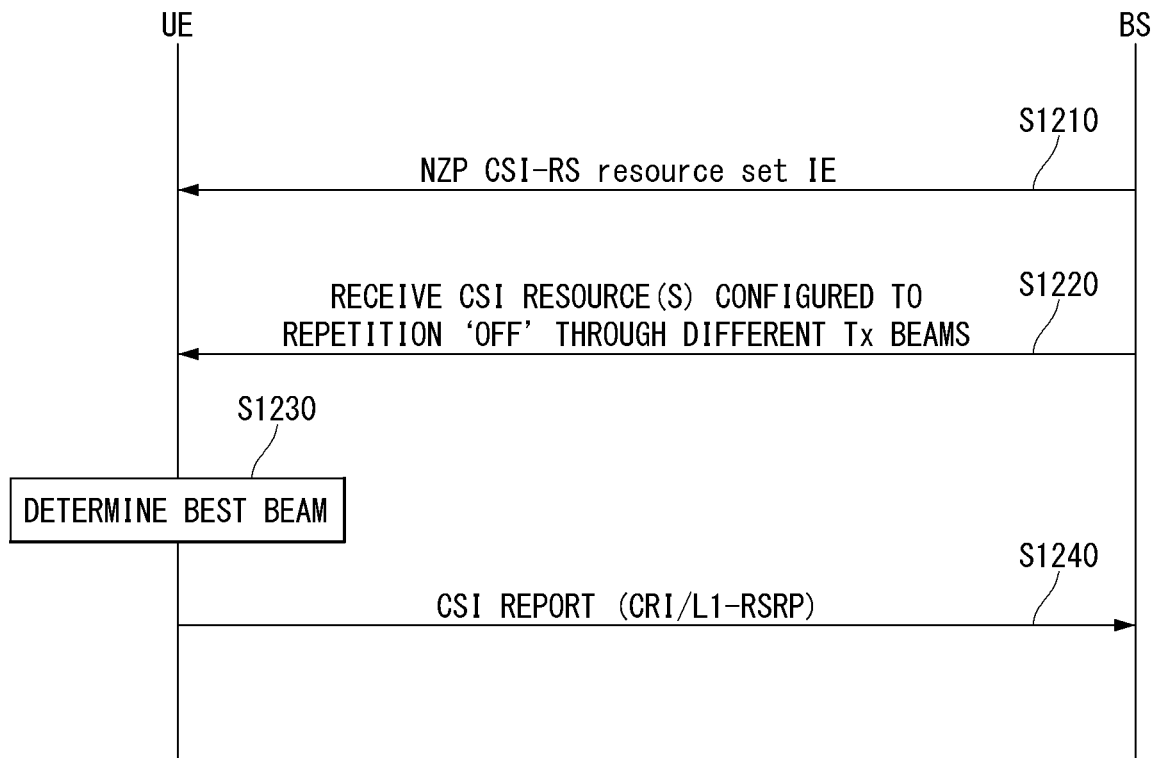 UE
BS
S1210
NZP CSI-RS resource set IE
S1220
RECEIVE CSI RESOURCE(S) CONFIGURED TO
REPETITION ‘OFF’ THROUGH DIFFERENT Tx BEAMS
S1230
DETERMINE BEST BEAM
S1240
CSI REPORT (CRI/L1-RSRP)